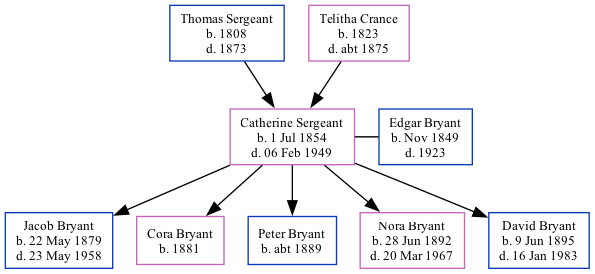 Thomas Sergeant
b. 1808
d. 1873
Telitha Crance
b. 1823
d. abt 1875
Catherine Sergeant
b. 1 Jul 1854
d. 06 Feb 1949
Edgar Bryant
b. Nov 1849
d. 1923
Jacob Bryant
b. 22 May 1879
d. 23 May 1958
Cora Bryant
b. 1881
Peter Bryant
b. abt 1889
Nora Bryant
b. 28 Jun 1892
d. 20 Mar 1967
David Bryant
b. 9 Jun 1895
d. 16 Jan 1983